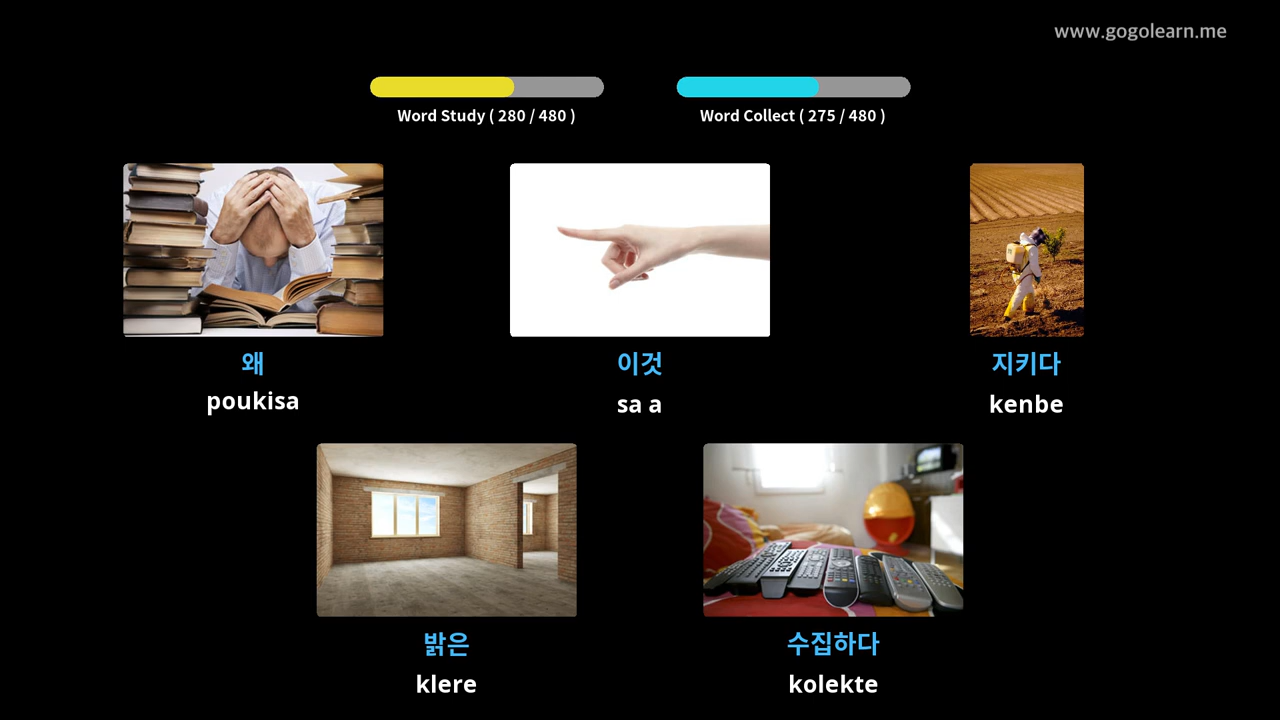 www.gogolearn.me
Word Study ( 280 / 480 )
Word Collect ( 275 / 480 )
왜
poukisa
이것
sa a
지키다
kenbe
밝은
klere
수집하다
kolekte